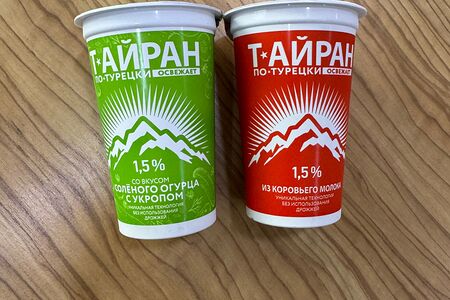 Т★АЙРАН
ПО-ТУРЕЦКИ ОСВЕЖАЕТ
1,5 %
СО ВКУСОМ
СОЛЁНОГО ОГУРЦА
С УКРОПОМ
УНИКАЛЬНАЯ ТЕХНОЛОГИЯ
БЕЗ ИСПОЛЬЗОВАНИЯ
ДРОЖЖЕЙ
Т★АЙРАН
ПО-ТУРЕЦКИ ОСВЕЖАЕТ
1,5 %
ИЗ КОРОВЬЕГО МОЛОКА
УНИКАЛЬНАЯ ТЕХНОЛОГИЯ
БЕЗ ИСПОЛЬЗОВАНИЯ
ДРОЖЖЕЙ